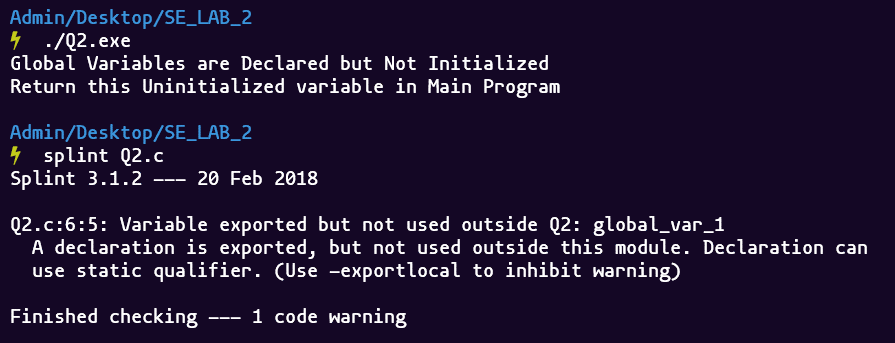 Admin/Desktop/SE_LAB_2
⚡ ./Q2.exe
Global Variables are Declared but Not Initialized
Return this Uninitialized variable in Main Program
Admin/Desktop/SE_LAB_2
⚡ splint Q2.c
Splint 3.1.2 --- 20 Feb 2018
Q2.c:6:5: Variable exported but not used outside Q2: global_var_1
A declaration is exported, but not used outside this module. Declaration can
use static qualifier. (Use -exportlocal to inhibit warning)
Finished checking --- 1 code warning